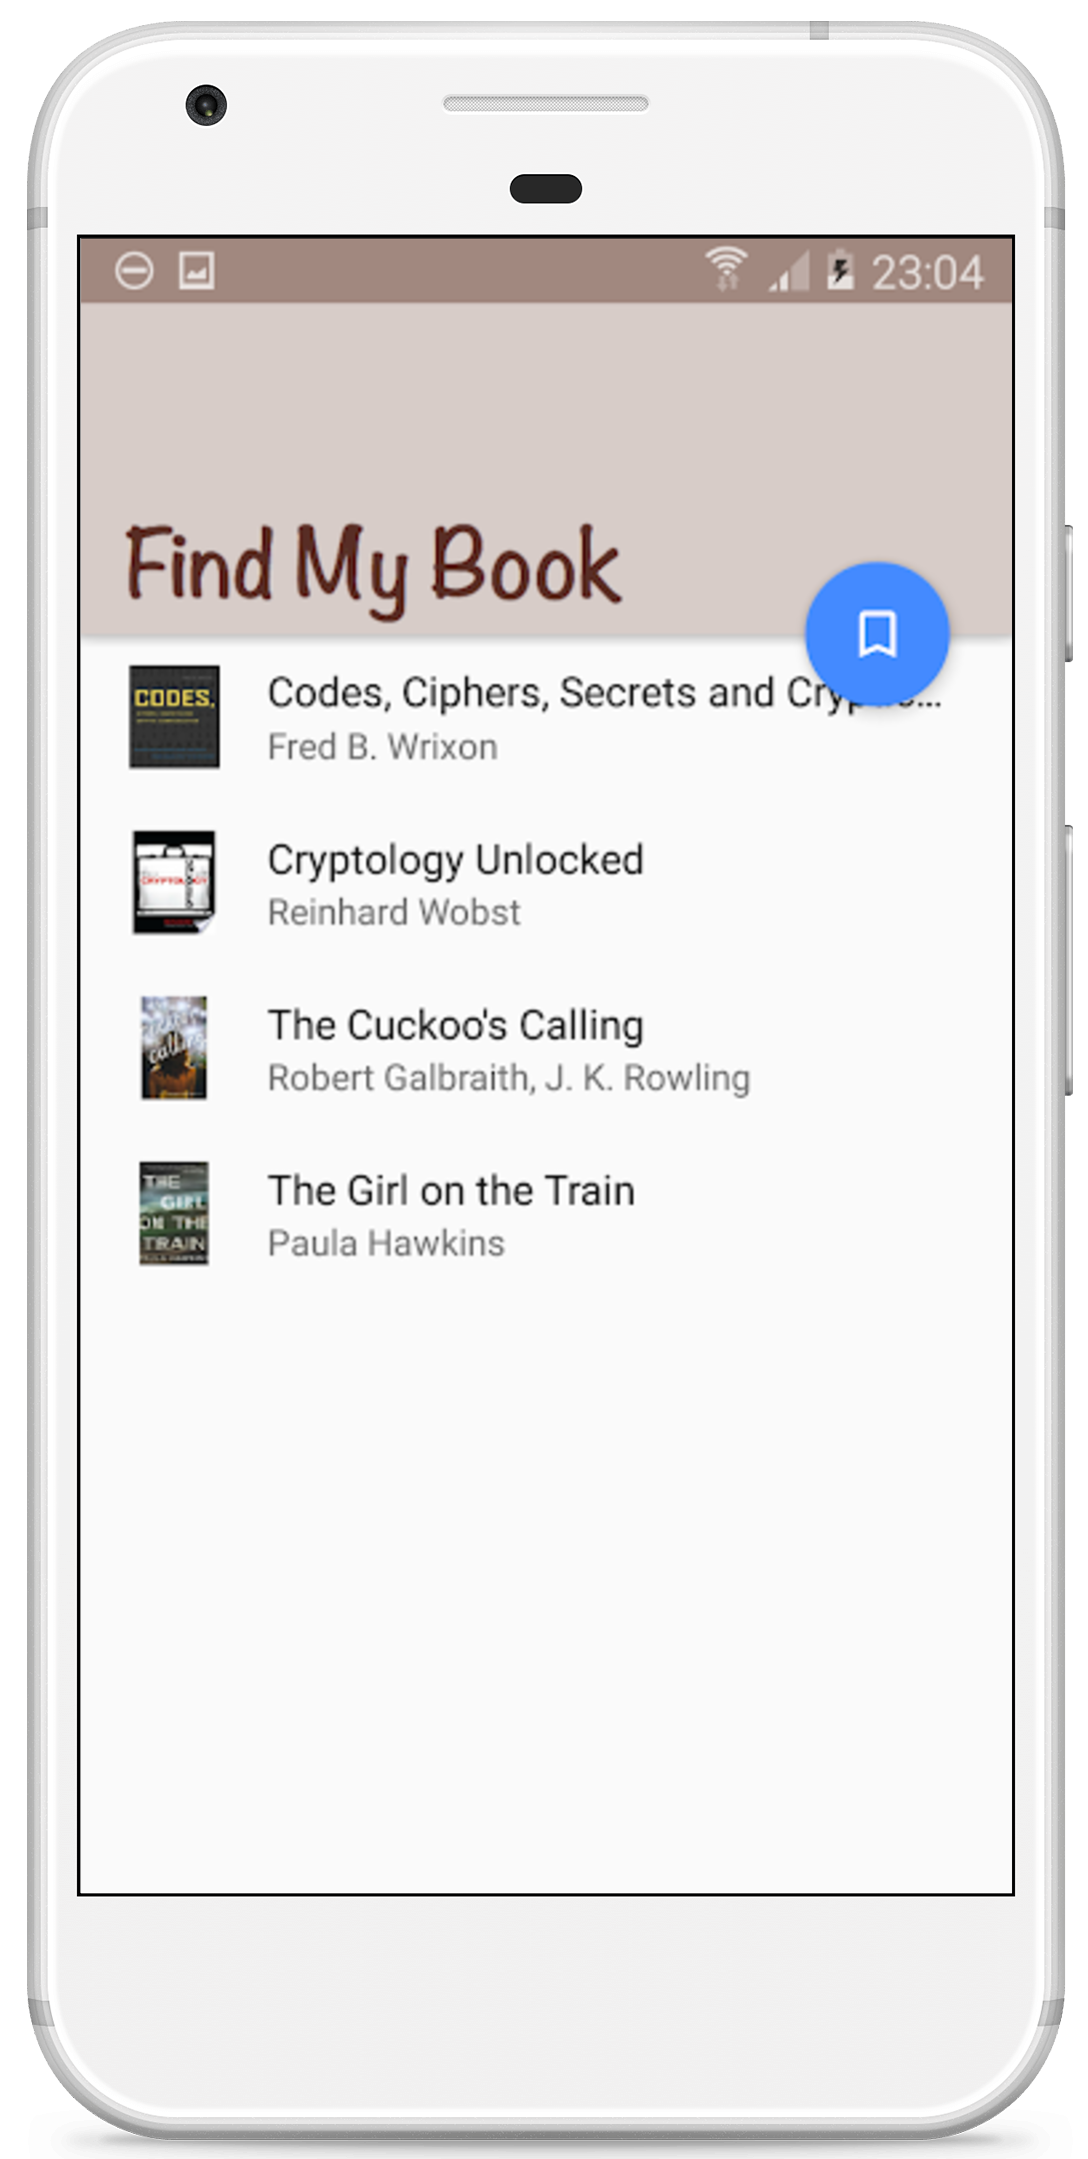 23:04
Find My Book
CODES,
Codes, Ciphers, Secrets and Cry
Fred B. Wrixon
CRYPTOLOGY
Cryptology Unlocked
Reinhard Wobst
calling
The Cuckoo's Calling
Robert Galbraith, J. K. Rowling
THE
GIRL
ON THE
TRAIN
The Girl on the Train
Paula Hawkins